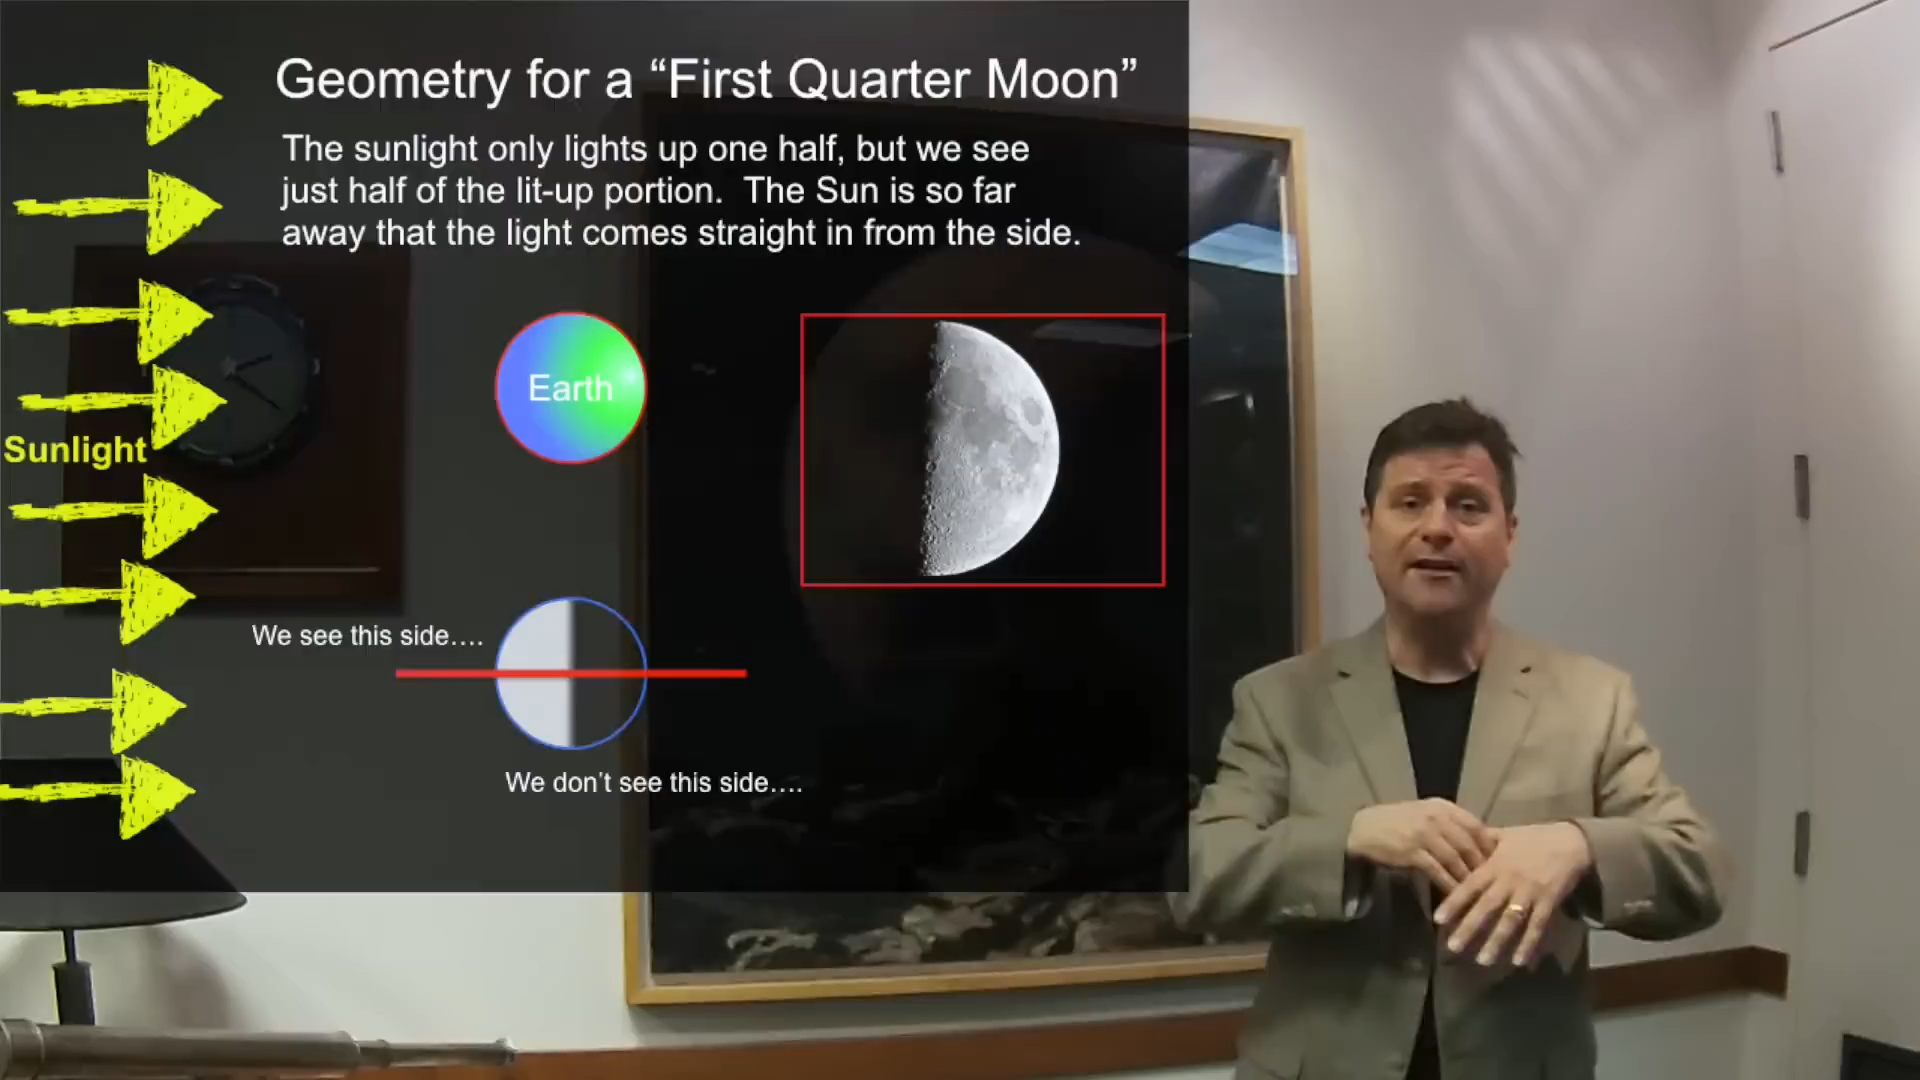 Geometry for a “First Quarter Moon”
The sunlight only lights up one half, but we see
just half of the lit-up portion.  The Sun is so far
away that the light comes straight in from the side.
Earth
Sunlight
We see this side….
We don’t see this side….